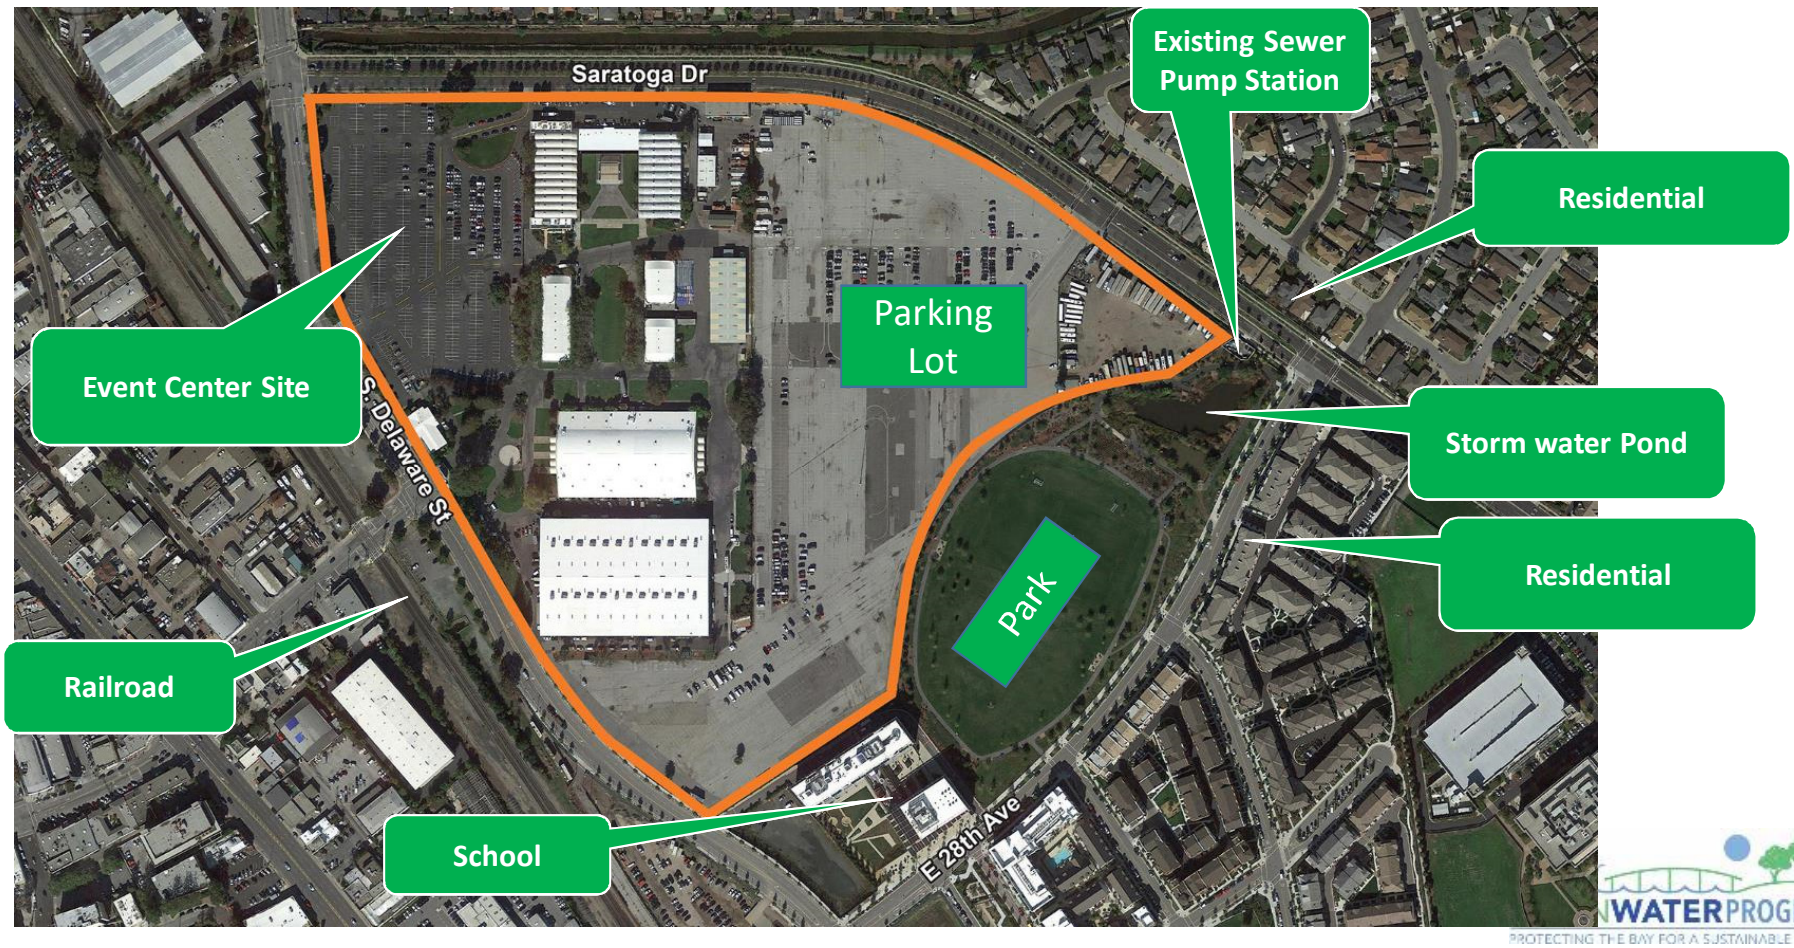 Existing Sewer
Pump Station
Saratoga Dr
Residential
Parking
Lot
Event Center Site
S. Delaware St
Storm water Pond
Residential
Park
Railroad
School
E 28th Ave
WATERPROG
PROTECTING THE BAY FOR A SUSTAINABLE